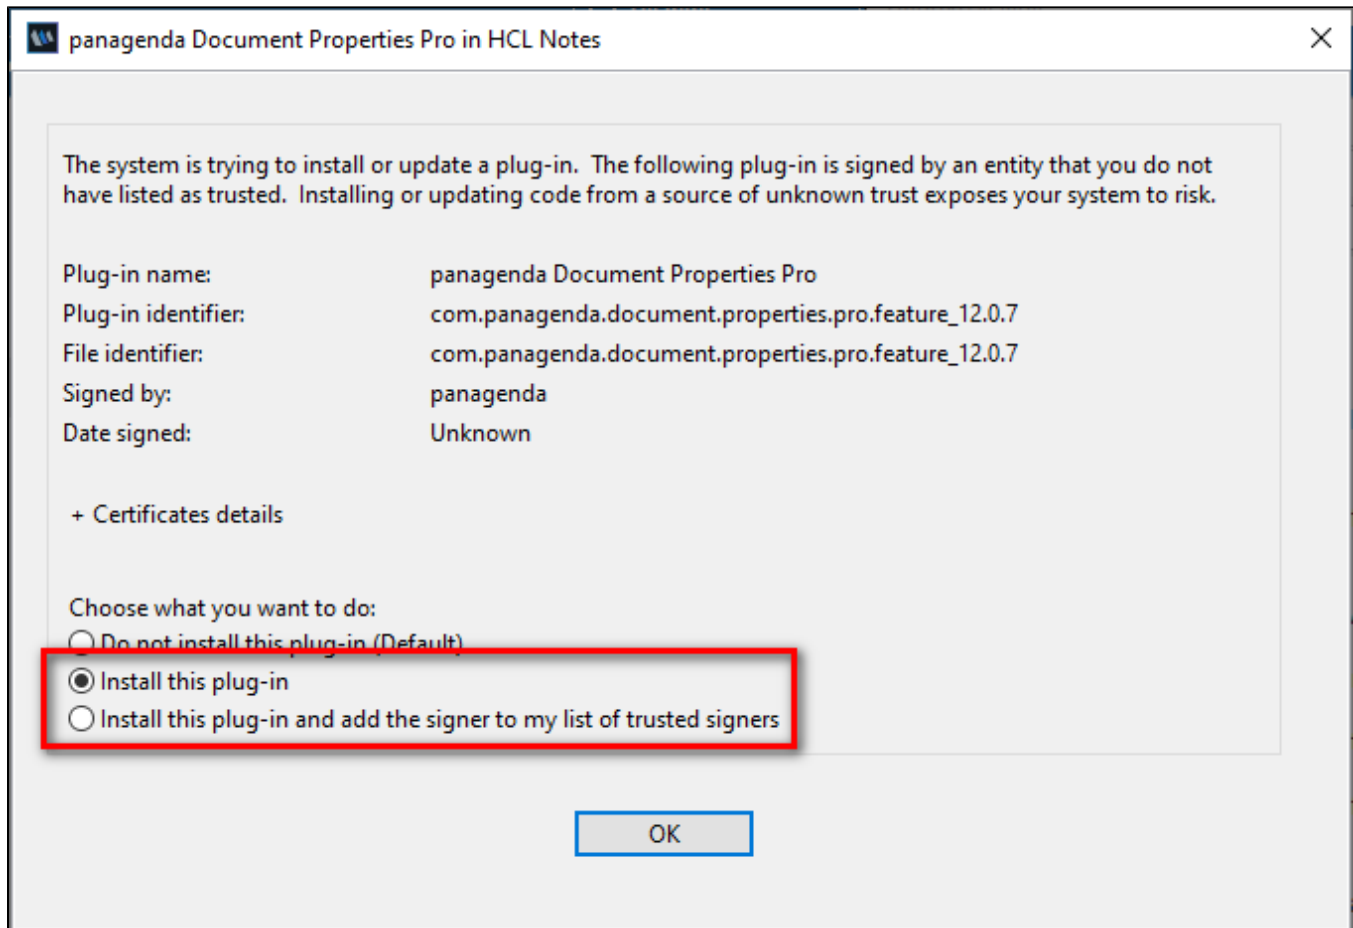 panagenda Document Properties Pro in HCL Notes
The system is trying to install or update a plug-in.  The following plug-in is signed by an entity that you do not
have listed as trusted.  Installing or updating code from a source of unknown trust exposes your system to risk.
Plug-in name: panagenda Document Properties Pro
Plug-in identifier: com.panagenda.document.properties.pro.feature_12.0.7
File identifier: com.panagenda.document.properties.pro.feature_12.0.7
Signed by: panagenda
Date signed: Unknown
+ Certificates details
Choose what you want to do:
Do not install this plug-in (Default)
Install this plug-in
Install this plug-in and add the signer to my list of trusted signers
OK